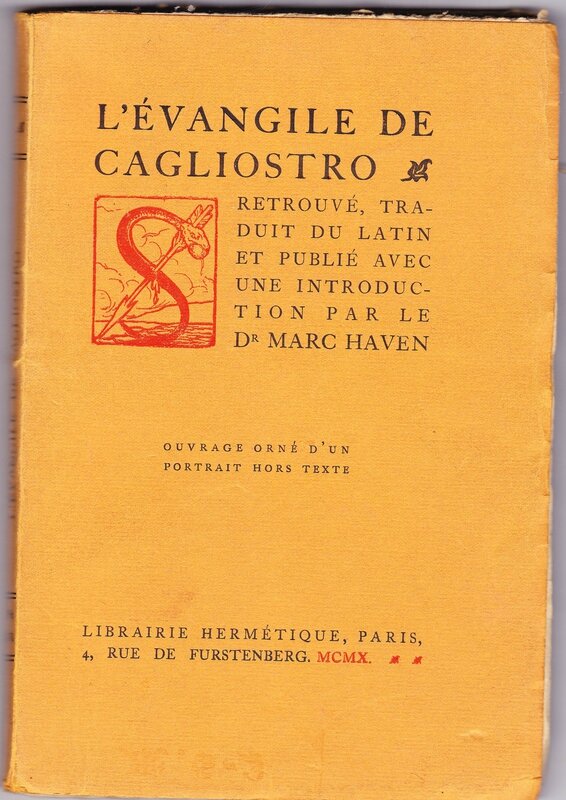 L'ÉVANGILE DE
CAGLIOSTRO
RETROUVÉ, TRA-
DUIT DU LATIN
ET PUBLIÉ AVEC
UNE INTRODUC-
TION PAR LE
Dʀ MARC HAVEN
OUVRAGE ORNÉ D'UN
PORTRAIT HORS TEXTE
LIBRAIRIE HERMÉTIQUE, PARIS,
4, RUE DE FURSTENBERG. MCMX.